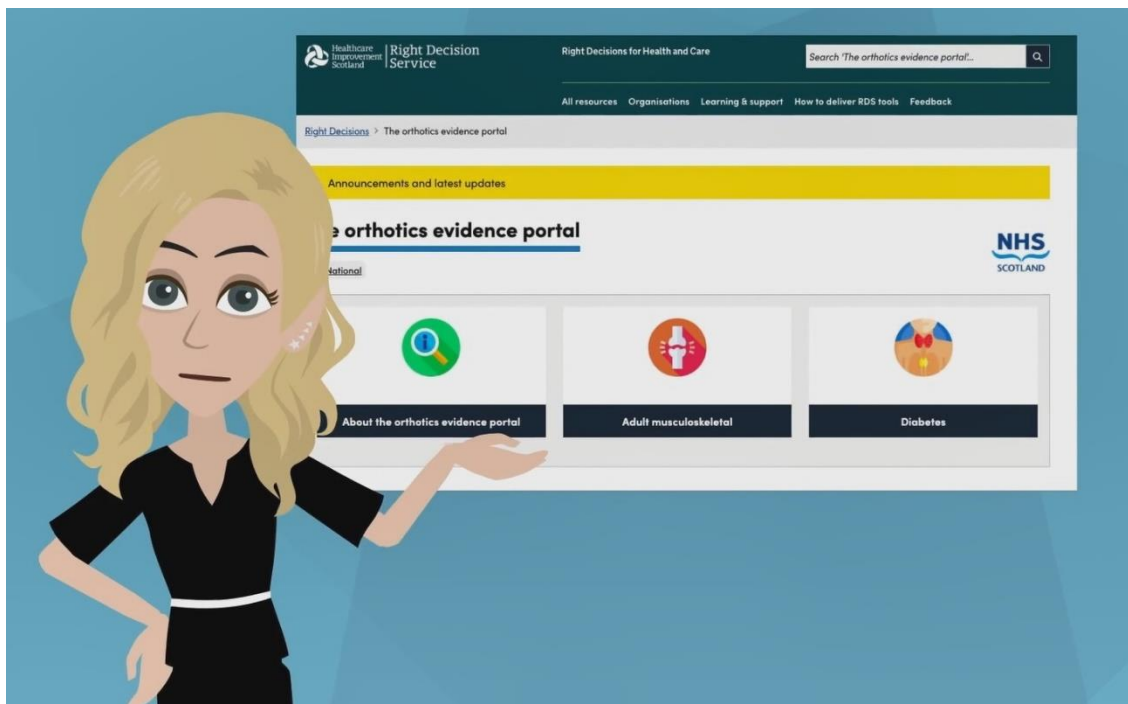 Healthcare
Improvement
Scotland
Right Decision
Service
Right Decisions for Health and Care
Search 'The orthotics evidence portal'...
All resources Organisations Learning & support How to deliver RDS tools Feedback
Right Decisions > The orthotics evidence portal
Announcements and latest updates
e orthotics evidence portal
National
NHS
SCOTLAND
About the orthotics evidence portal
Adult musculoskeletal
Diabetes